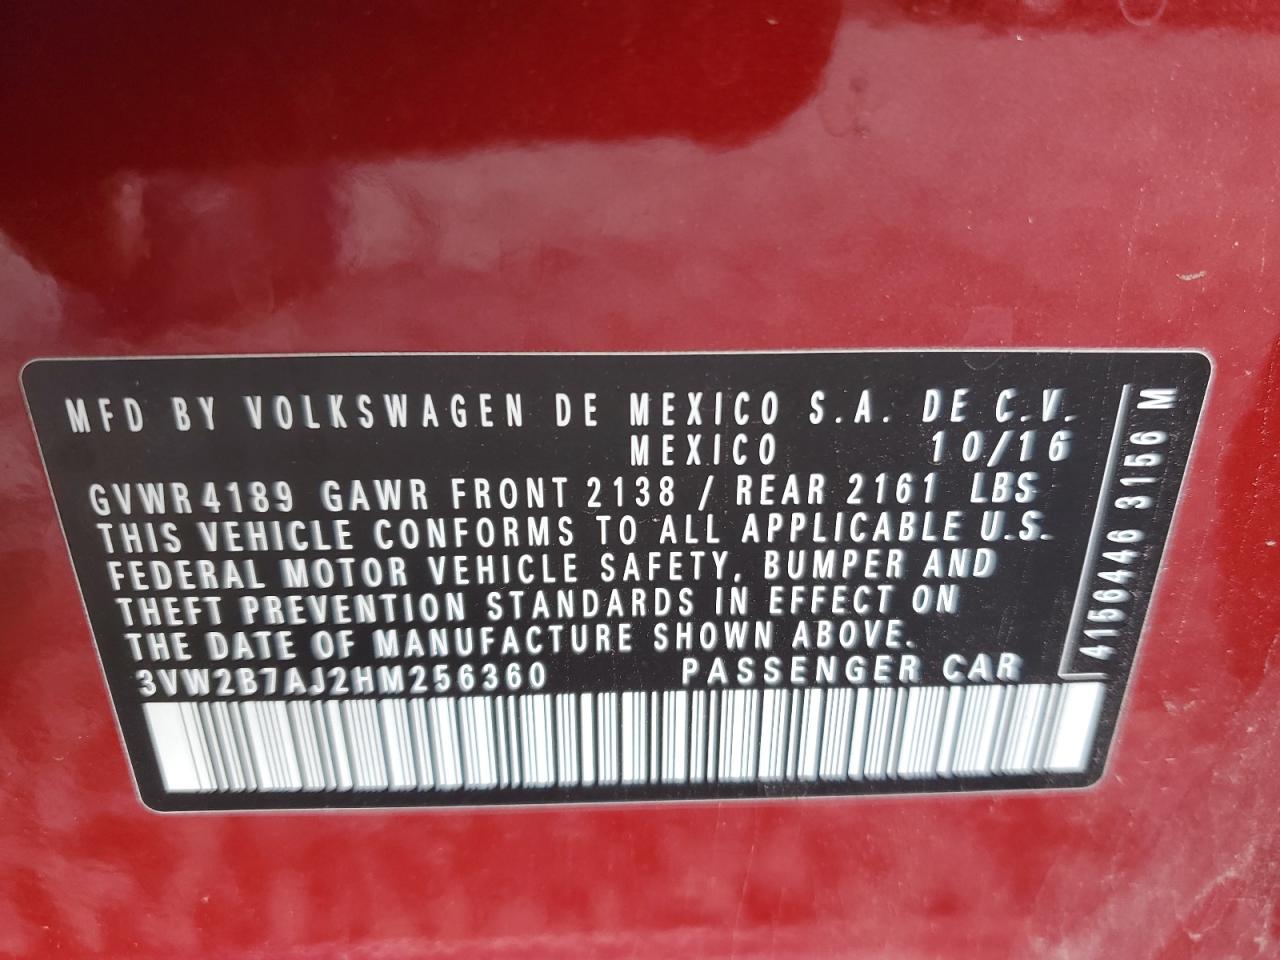 MFD BY VOLKSWAGEN DE MEXICO S.A. DE C.V.
MEXICO 10/16
GVWR 4189 GAWR FRONT 2138 / REAR 2161 LBS
THIS VEHICLE CONFORMS TO ALL APPLICABLE U.S.
FEDERAL MOTOR VEHICLE SAFETY, BUMPER AND
THEFT PREVENTION STANDARDS IN EFFECT ON
THE DATE OF MANUFACTURE SHOWN ABOVE.
3VW2B7AJ2HM256360 PASSENGER CAR
4156446 3156 M